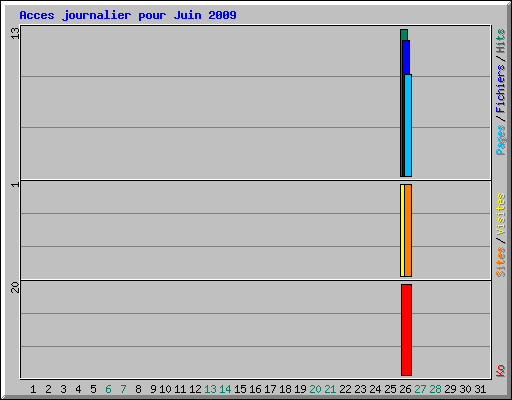 Acces journalier pour Juin 2009
13
1
20
Pages/Fichiers/Hits
Sites/Visites
Ko
1 2 3 4 5 6 7 8 9 10 11 12 13 14 15 16 17 18 19 20 21 22 23 24 25 26 27 28 29 30 31